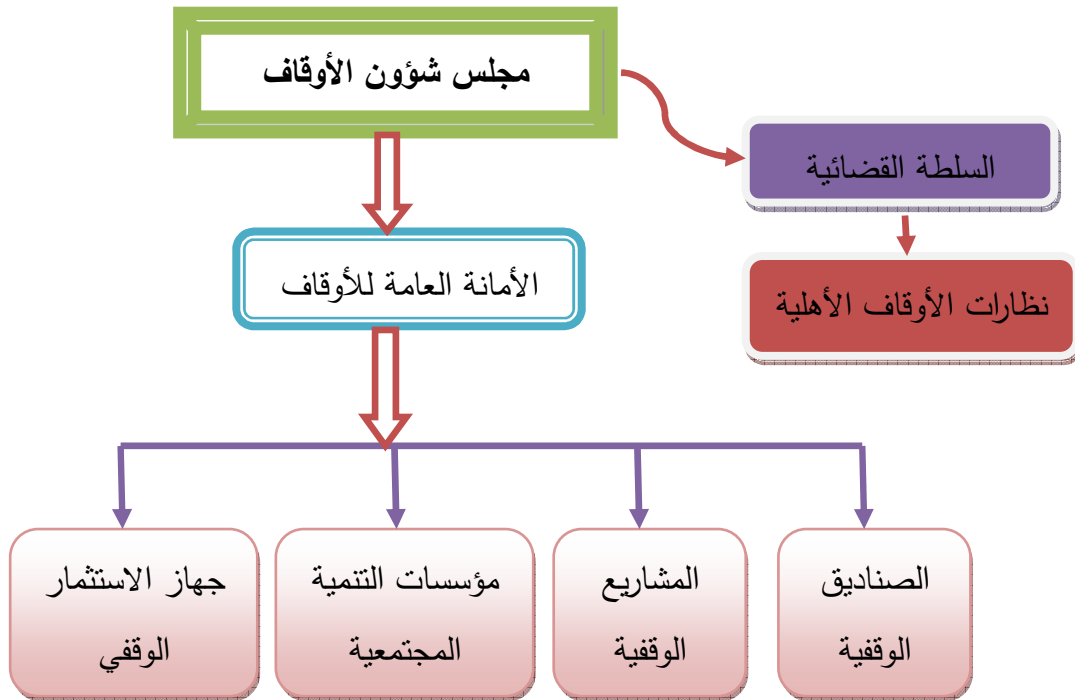 مجلس شؤون الأوقاف
السلطة القضائية
الأمانة العامة للأوقاف
نظارات الأوقاف الأهلية
الصناديق
الوقفية
المشاريع
الوقفية
مؤسسات التنمية
المجتمعية
جهاز الاستثمار
الوقفي